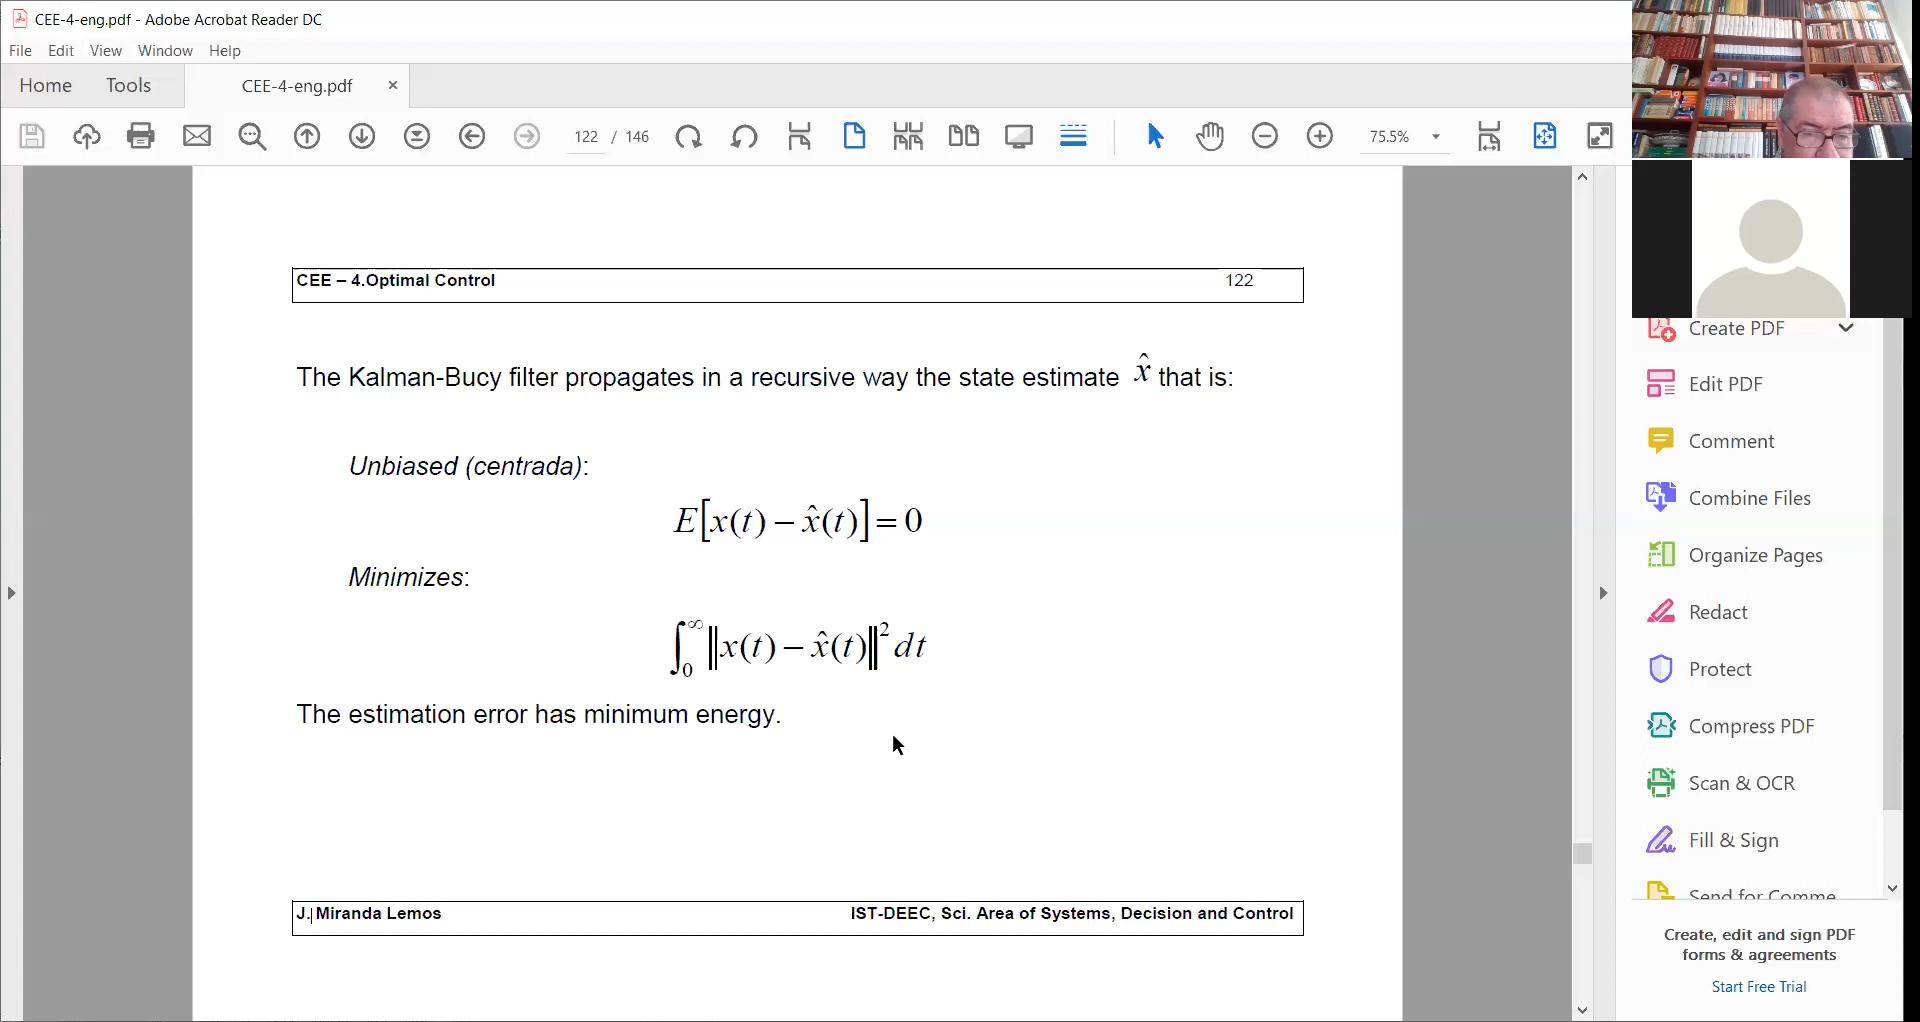 CEE-4-eng.pdf - Adobe Acrobat Reader DC
File Edit View Window Help
Home Tools CEE-4-eng.pdf ×
122 / 146 75.5%
CEE – 4.Optimal Control 122
The Kalman-Bucy filter propagates in a recursive way the state estimate x̂ that is:
Unbiased (centrada):
E[x(t) − x̂(t)] = 0
Minimizes:
∫₀^∞ ‖x(t) − x̂(t)‖² dt
The estimation error has minimum energy.
J. Miranda Lemos IST-DEEC, Sci. Area of Systems, Decision and Control
Create PDF
Edit PDF
Comment
Combine Files
Organize Pages
Redact
Protect
Compress PDF
Scan & OCR
Fill & Sign
Send for Comme
Create, edit and sign PDF
forms & agreements
Start Free Trial